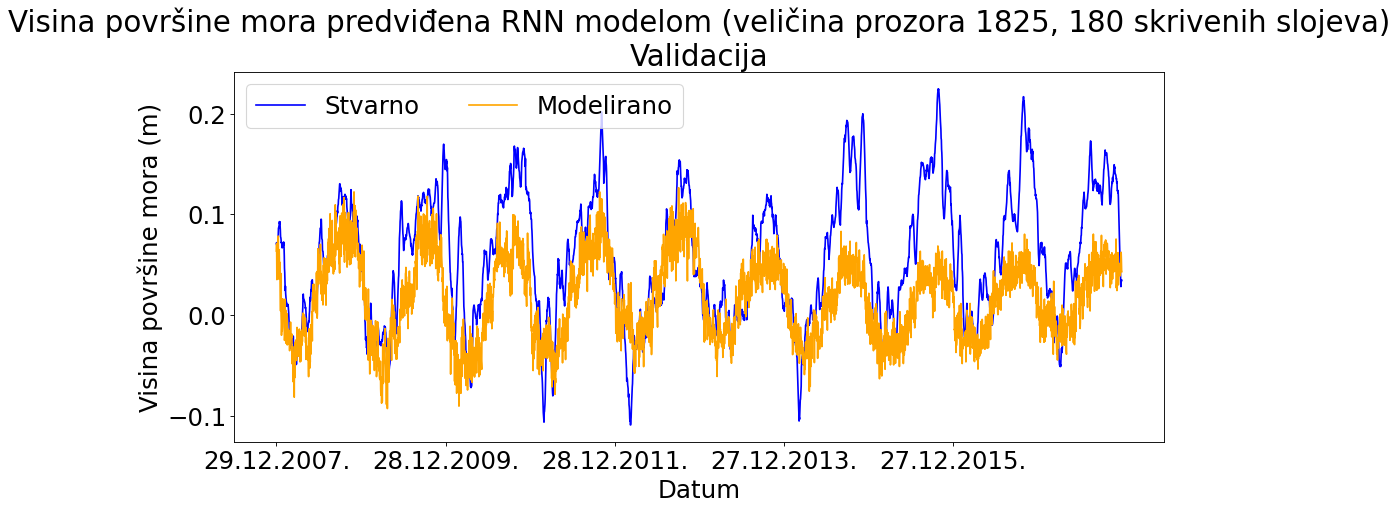 Visina površine mora predviđena RNN modelom (veličina prozora 1825, 180 skrivenih slojeva)
Validacija
Stvarno
Modelirano
Visina površine mora (m)
0.2
0.1
0.0
−0.1
29.12.2007.
28.12.2009.
28.12.2011.
27.12.2013.
27.12.2015.
Datum